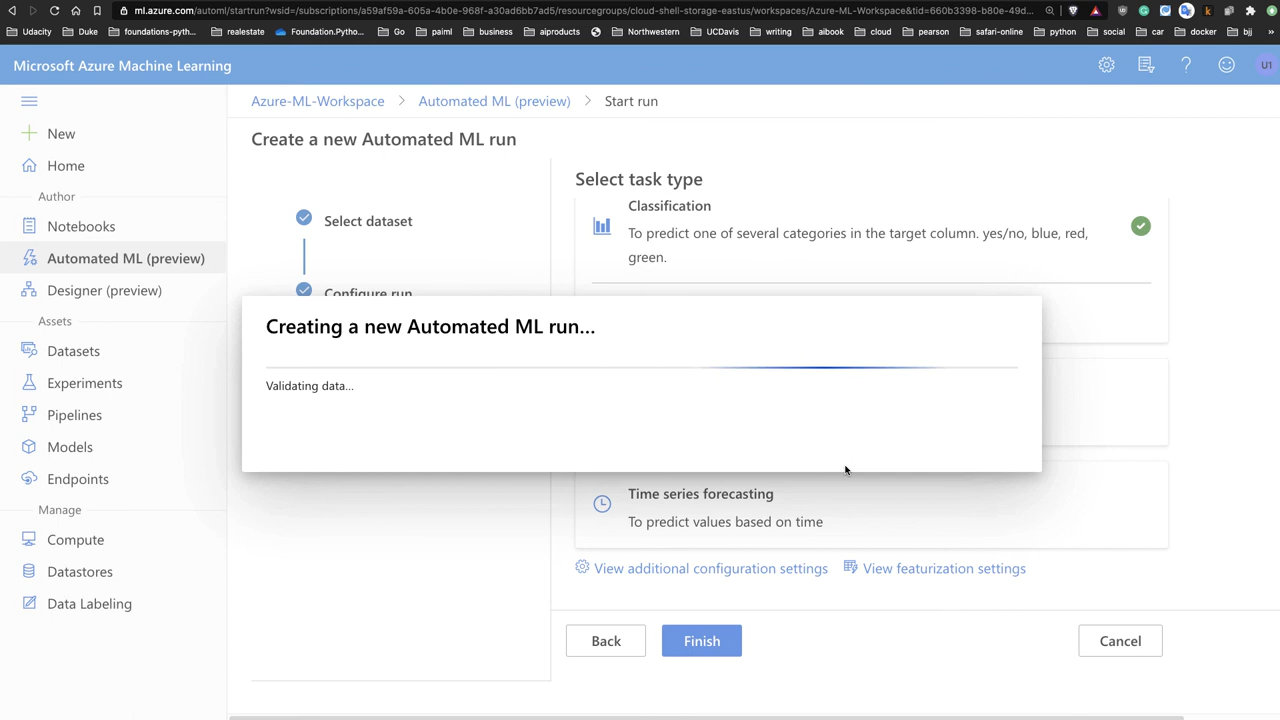 ml.azure.com/automl/startrun?wsid=/subscriptions/a59af59a-605a-4b0e-968f-a30ad6bb7ad5/resourcegroups/cloud-shell-storage-eastus/workspaces/Azure-ML-Workspace&tid=660b3398-b80e-49d...
Udacity Duke foundations-pyth... realestate Foundation.Pytho... Go paiml business aiproducts Northwestern UCDavis writing aibook cloud pearson safari-online python social car docker bjj »
Microsoft Azure Machine Learning
U1
Azure-ML-Workspace > Automated ML (preview) > Start run
New
Home
Author
Notebooks
Automated ML (preview)
Designer (preview)
Assets
Datasets
Experiments
Pipelines
Models
Endpoints
Manage
Compute
Datastores
Data Labeling
Create a new Automated ML run
Select dataset
Configure run
Select task type
Classification
To predict one of several categories in the target column. yes/no, blue, red,
green.
Creating a new Automated ML run...
Validating data...
Time series forecasting
To predict values based on time
View additional configuration settings View featurization settings
Back Finish Cancel